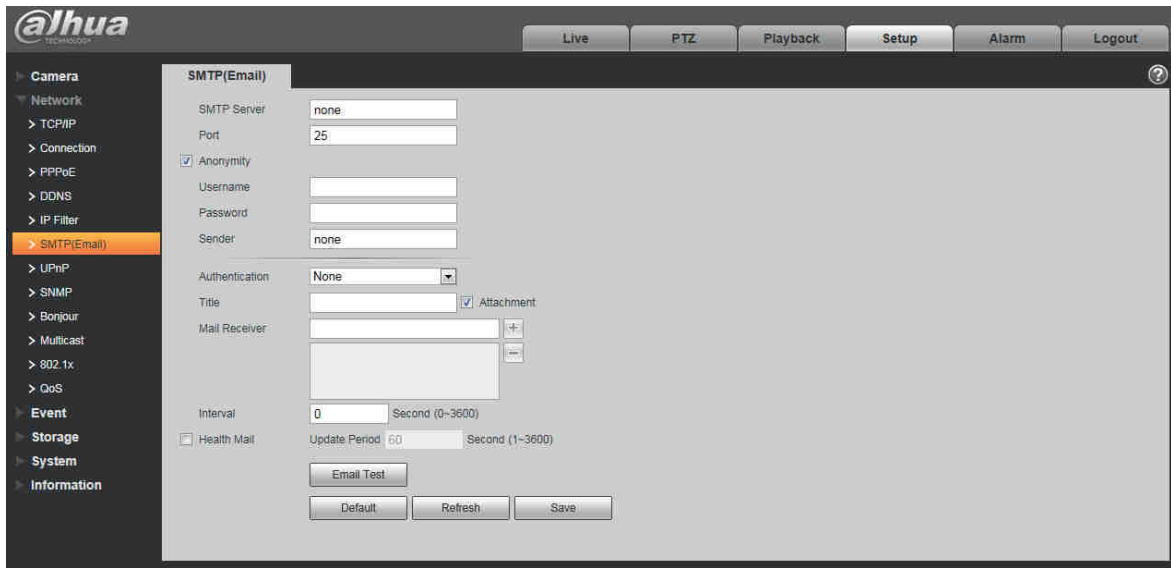 alhua
TECHNOLOGY
Live PTZ Playback Setup Alarm Logout
Camera
Network
> TCP/IP
> Connection
> PPPoE
> DDNS
> IP Filter
> SMTP(Email)
> UPnP
> SNMP
> Bonjour
> Multicast
> 802.1x
> QoS
Event
Storage
System
Information
SMTP(Email) ?
SMTP Server none
Port 25
Anonymity
Username
Password
Sender none
Authentication None
Title Attachment
Mail Receiver +
−
Interval 0 Second (0~3600)
Health Mail Update Period 60 Second (1~3600)
Email Test
Default Refresh Save